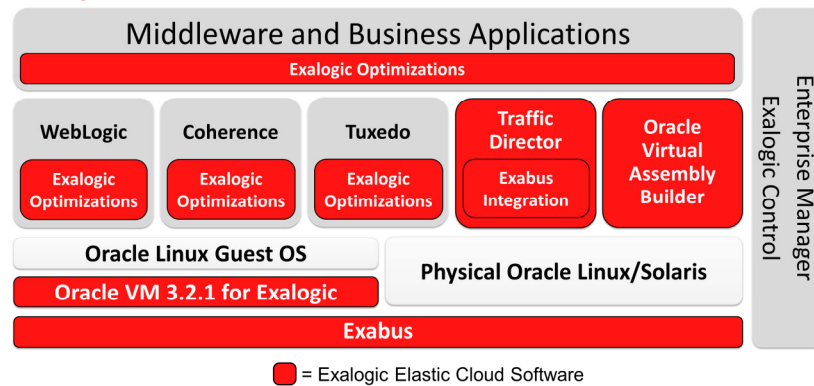 Middleware and Business Applications
Exalogic Optimizations
WebLogic
Exalogic
Optimizations
Coherence
Exalogic
Optimizations
Tuxedo
Exalogic
Optimizations
Traffic
Director
Exabus
Integration
Oracle
Virtual
Assembly
Builder
Oracle Linux Guest OS
Oracle VM 3.2.1 for Exalogic
Physical Oracle Linux/Solaris
Exabus
Enterprise Manager
Exalogic Control
= Exalogic Elastic Cloud Software